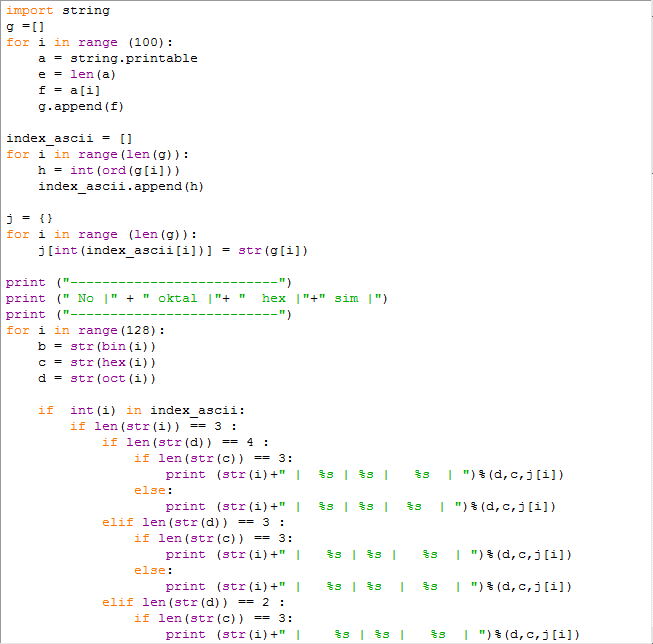 import string
g =[]
for i in range (100):
    a = string.printable
    e = len(a)
    f = a[i]
    g.append(f)

index_ascii = []
for i in range(len(g)):
    h = int(ord(g[i]))
    index_ascii.append(h)

j = {}
for i in range (len(g)):
    j[int(index_ascii[i])] = str(g[i])

print ("--------------------------")
print (" No |" + " oktal |"+ "  hex |"+" sim |")
print ("--------------------------")
for i in range(128):
    b = str(bin(i))
    c = str(hex(i))
    d = str(oct(i))

    if  int(i) in index_ascii:
        if len(str(i)) == 3 :
            if len(str(d)) == 4 :
                if len(str(c)) == 3:
                    print (str(i)+" |  %s | %s |   %s  | ")%(d,c,j[i])
                else:
                    print (str(i)+" |  %s | %s |  %s  | ")%(d,c,j[i])
            elif len(str(d)) == 3 :
                if len(str(c)) == 3:
                    print (str(i)+" |   %s | %s |   %s  | ")%(d,c,j[i])
                else:
                    print (str(i)+" |   %s | %s  |  %s  | ")%(d,c,j[i])
            elif len(str(d)) == 2 :
                if len(str(c)) == 3:
                    print (str(i)+" |    %s | %s |    %s  | ")%(d,c,j[i])